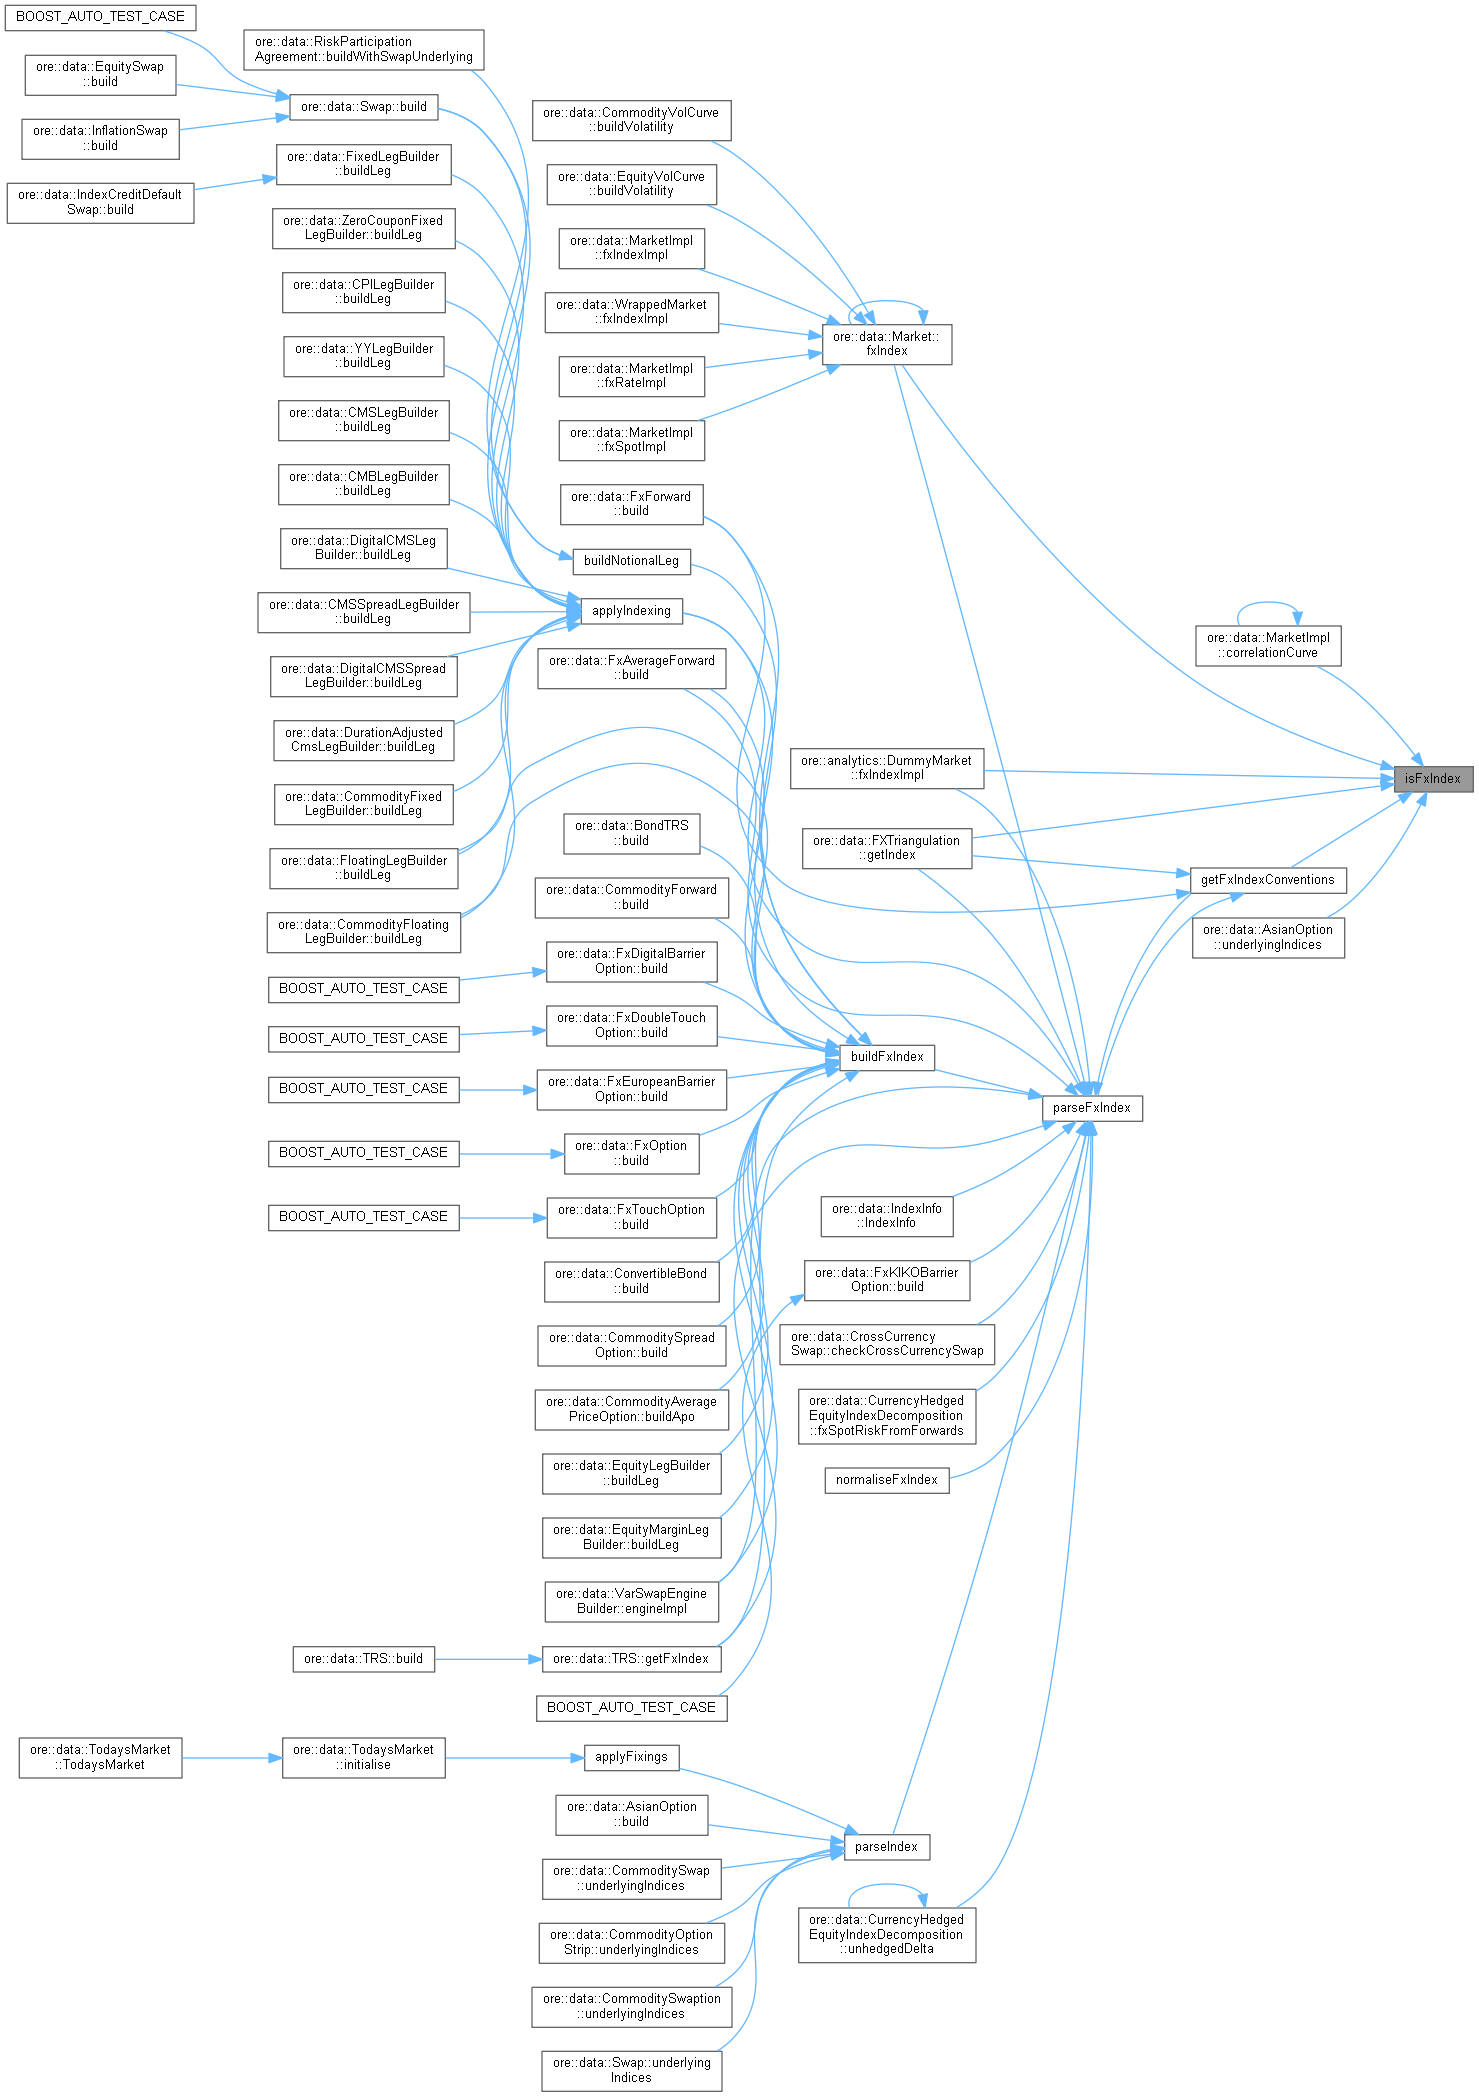 BOOST_AUTO_TEST_CASE
ore::data::EquitySwap
::build
ore::data::InflationSwap
::build
ore::data::IndexCreditDefault
Swap::build
ore::data::RiskParticipation
Agreement::buildWithSwapUnderlying
ore::data::Swap::build
ore::data::FixedLegBuilder
::buildLeg
ore::data::ZeroCouponFixed
LegBuilder::buildLeg
ore::data::CPILegBuilder
::buildLeg
ore::data::YYLegBuilder
::buildLeg
ore::data::CMSLegBuilder
::buildLeg
ore::data::CMBLegBuilder
::buildLeg
ore::data::DigitalCMSLeg
Builder::buildLeg
ore::data::CMSSpreadLegBuilder
::buildLeg
ore::data::DigitalCMSSpread
LegBuilder::buildLeg
ore::data::DurationAdjusted
CmsLegBuilder::buildLeg
ore::data::CommodityFixed
LegBuilder::buildLeg
ore::data::FloatingLegBuilder
::buildLeg
ore::data::CommodityFloating
LegBuilder::buildLeg
BOOST_AUTO_TEST_CASE
BOOST_AUTO_TEST_CASE
BOOST_AUTO_TEST_CASE
BOOST_AUTO_TEST_CASE
BOOST_AUTO_TEST_CASE
ore::data::TRS::build
ore::data::TodaysMarket
::TodaysMarket
ore::data::TodaysMarket
::initialise
ore::data::CommodityVolCurve
::buildVolatility
ore::data::EquityVolCurve
::buildVolatility
ore::data::MarketImpl
::fxIndexImpl
ore::data::WrappedMarket
::fxIndexImpl
ore::data::MarketImpl
::fxRateImpl
ore::data::MarketImpl
::fxSpotImpl
ore::data::FxForward
::build
buildNotionalLeg
applyIndexing
ore::data::FxAverageForward
::build
ore::data::BondTRS
::build
ore::data::CommodityForward
::build
ore::data::FxDigitalBarrier
Option::build
ore::data::FxDoubleTouch
Option::build
ore::data::FxEuropeanBarrier
Option::build
ore::data::FxOption
::build
ore::data::FxTouchOption
::build
ore::data::ConvertibleBond
::build
ore::data::CommoditySpread
Option::build
ore::data::CommodityAverage
PriceOption::buildApo
ore::data::EquityLegBuilder
::buildLeg
ore::data::EquityMarginLeg
Builder::buildLeg
ore::data::VarSwapEngine
Builder::engineImpl
ore::data::TRS::getFxIndex
BOOST_AUTO_TEST_CASE
applyFixings
ore::data::AsianOption
::build
ore::data::CommoditySwap
::underlyingIndices
ore::data::CommodityOption
Strip::underlyingIndices
ore::data::CommoditySwaption
::underlyingIndices
ore::data::Swap::underlying
Indices
ore::data::Market::
fxIndex
ore::analytics::DummyMarket
::fxIndexImpl
ore::data::FXTriangulation
::getIndex
buildFxIndex
ore::data::IndexInfo
::IndexInfo
ore::data::FxKIKOBarrier
Option::build
ore::data::CrossCurrency
Swap::checkCrossCurrencySwap
ore::data::CurrencyHedged
EquityIndexDecomposition
::fxSpotRiskFromForwards
normaliseFxIndex
parseIndex
ore::data::CurrencyHedged
EquityIndexDecomposition
::unhedgedDelta
parseFxIndex
ore::data::MarketImpl
::correlationCurve
getFxIndexConventions
ore::data::AsianOption
::underlyingIndices
isFxIndex